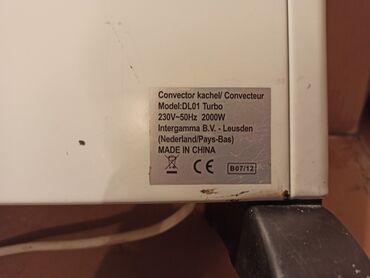 Convector kachel/ Convecteur
Model:DL01 Turbo
230V~50Hz 2000W
Intergamma B.V. - Leusden
(Nederland/Pays-Bas)
MADE IN CHINA
CE
B07/12